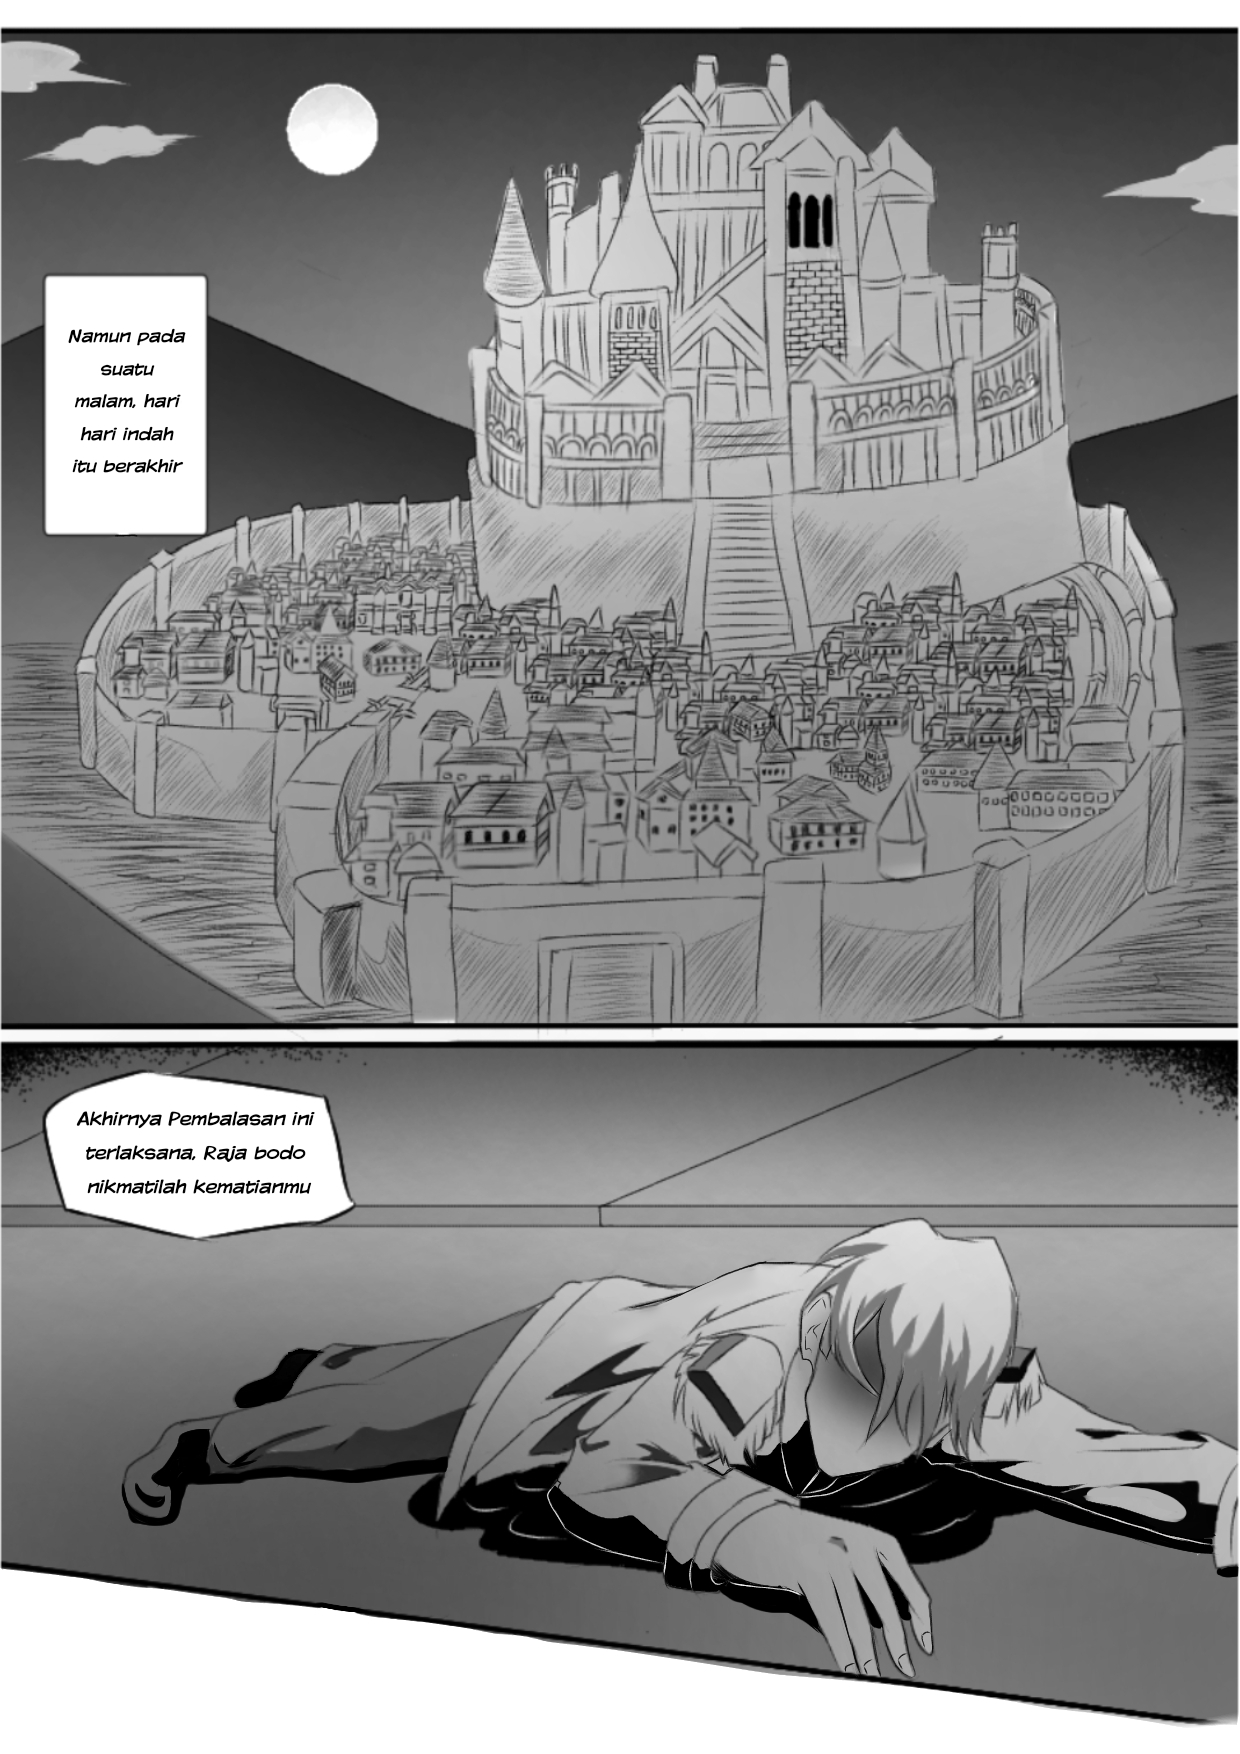 Namun pada
suatu
malam, hari
hari indah
itu berakhir
Akhirnya Pembalasan ini
terlaksana, Raja bodo
nikmatilah kematianmu